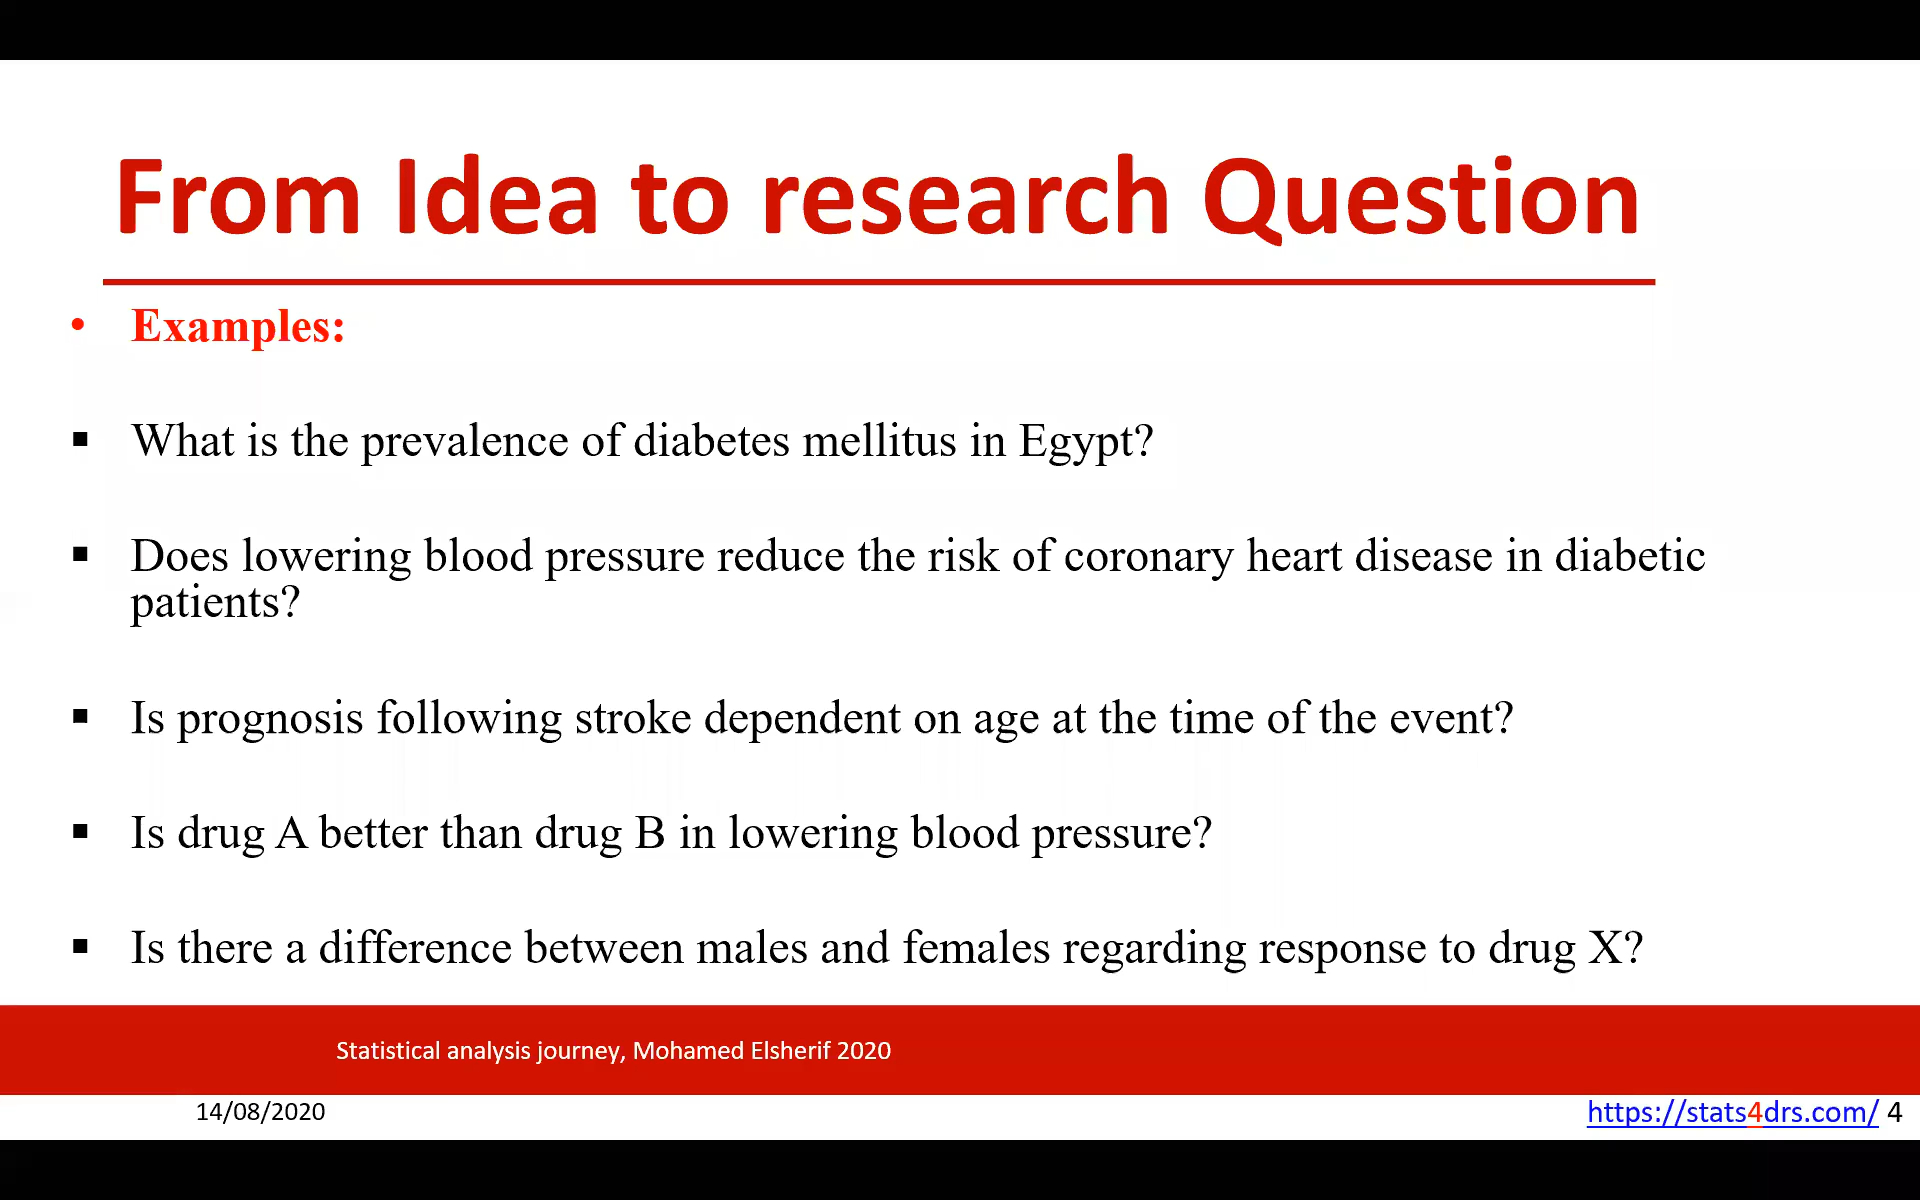 From Idea to research Question
• Examples:
▪ What is the prevalence of diabetes mellitus in Egypt?
▪ Does lowering blood pressure reduce the risk of coronary heart disease in diabetic
patients?
▪ Is prognosis following stroke dependent on age at the time of the event?
▪ Is drug A better than drug B in lowering blood pressure?
▪ Is there a difference between males and females regarding response to drug X?
Statistical analysis journey, Mohamed Elsherif 2020
14/08/2020
https://stats4drs.com/ 4